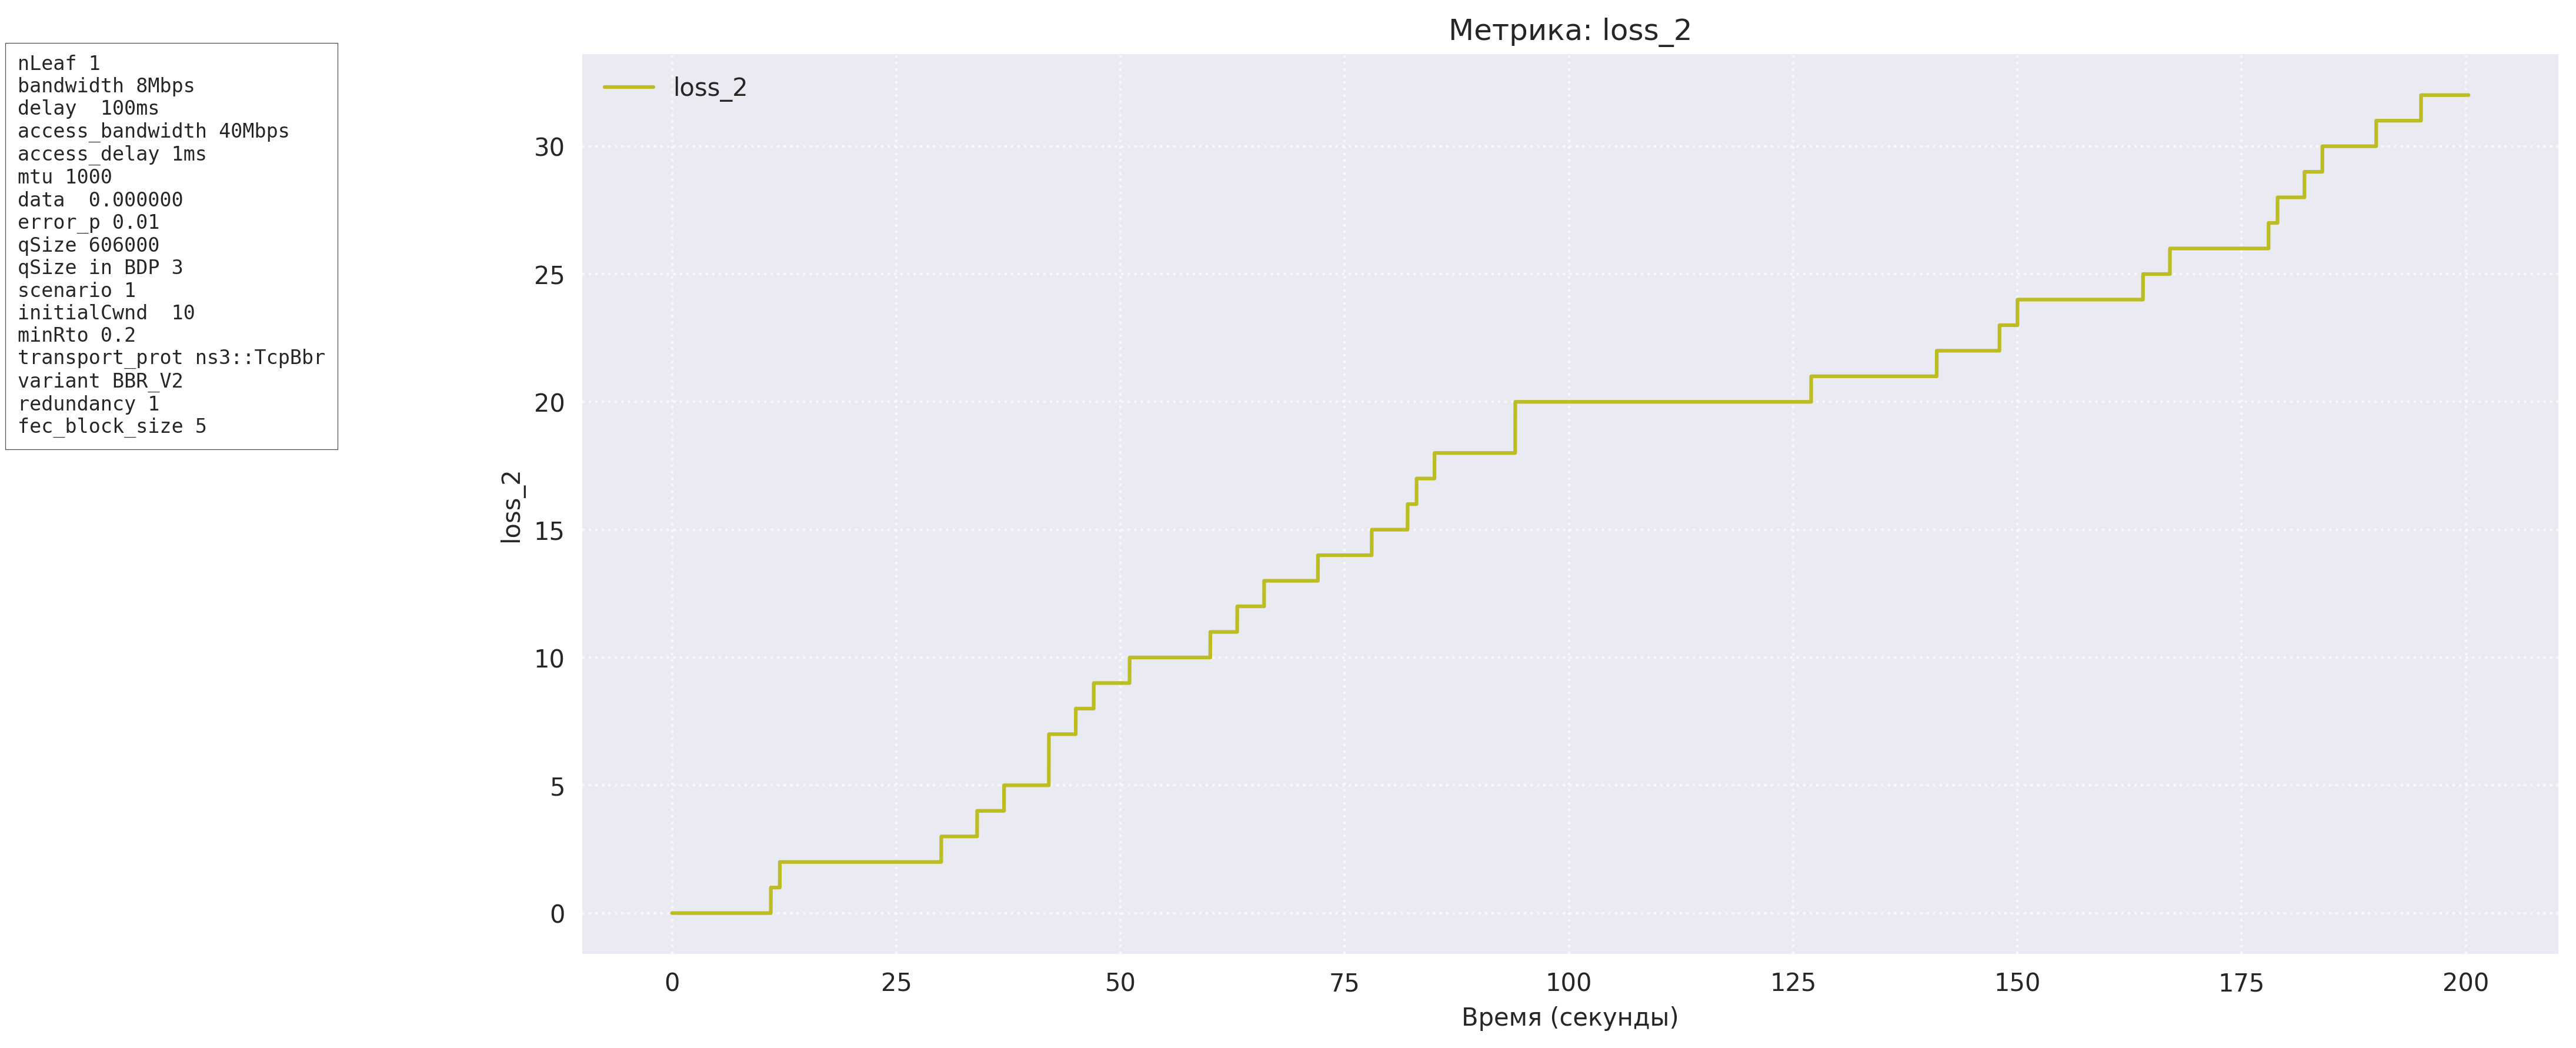 Метрика: loss_2
nLeaf 1
bandwidth 8Mbps
delay  100ms
access_bandwidth 40Mbps
access_delay 1ms
mtu 1000
data  0.000000
error_p 0.01
qSize 606000
qSize in BDP 3
scenario 1
initialCwnd  10
minRto 0.2
transport_prot ns3::TcpBbr
variant BBR_V2
redundancy 1
fec_block_size 5
loss_2
loss_2
30
25
20
15
10
5
0
0 25 50 75 100 125 150 175 200
Время (секунды)